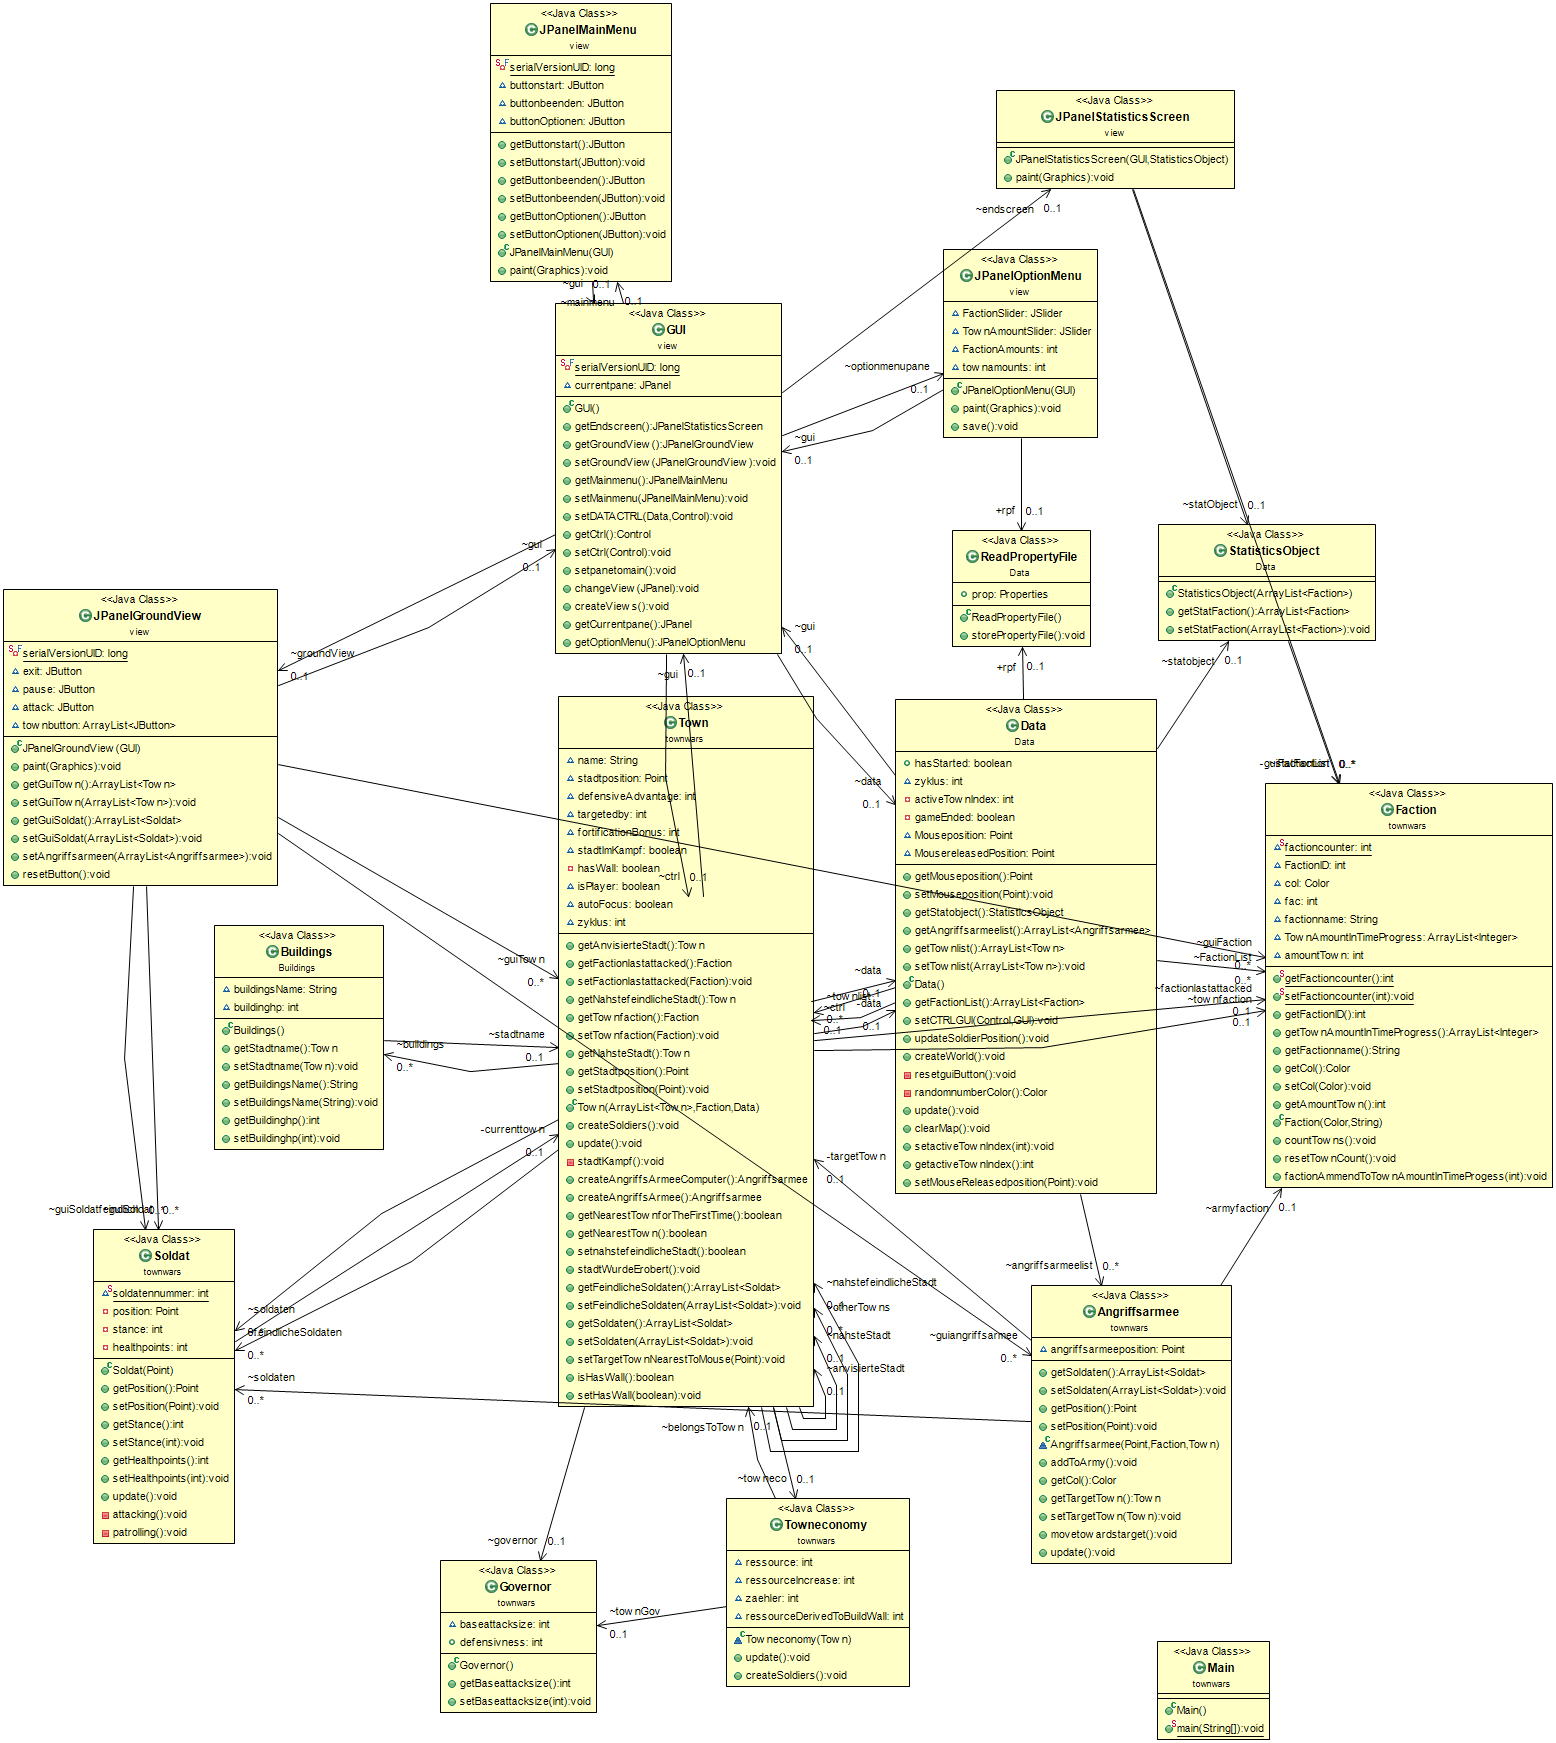 <<Java Class>>
JPanelMainMenu
view
serialVersionUID: long
buttonstart: JButton
buttonbeenden: JButton
buttonOptionen: JButton
getButtonstart():JButton
setButtonstart(JButton):void
getButtonbeenden():JButton
setButtonbeenden(JButton):void
getButtonOptionen():JButton
setButtonOptionen(JButton):void
JPanelMainMenu(GUI)
paint(Graphics):void
~gui 0..1
~mainmenu 0..1
<<Java Class>>
JPanelStatisticsScreen
view
JPanelStatisticsScreen(GUI,StatisticsObject)
paint(Graphics):void
~endscreen 0..1
<<Java Class>>
JPanelOptionMenu
view
FactionSlider: JSlider
TownAmountSlider: JSlider
FactionAmounts: int
townamounts: int
JPanelOptionMenu(GUI)
paint(Graphics):void
save():void
<<Java Class>>
GUI
view
serialVersionUID: long
currentpane: JPanel
GUI()
getEndscreen():JPanelStatisticsScreen
getGroundView():JPanelGroundView
setGroundView(JPanelGroundView):void
getMainmenu():JPanelMainMenu
setMainmenu(JPanelMainMenu):void
setDATACTRL(Data,Control):void
getCtrl():Control
setCtrl(Control):void
setpanetomain():void
changeView(JPanel):void
createViews():void
getCurrentpane():JPanel
getOptionMenu():JPanelOptionMenu
~optionmenupane
0..1
~gui
0..1
+rpf 0..1
~statObject 0..1
<<Java Class>>
ReadPropertyFile
Data
prop: Properties
ReadPropertyFile()
storePropertyFile():void
<<Java Class>>
StatisticsObject
Data
StatisticsObject(ArrayList<Faction>)
getStatFaction():ArrayList<Faction>
setStatFaction(ArrayList<Faction>):void
~gui
0..1
~groundView
0..1
<<Java Class>>
JPanelGroundView
view
serialVersionUID: long
exit: JButton
pause: JButton
attack: JButton
townbutton: ArrayList<JButton>
JPanelGroundView(GUI)
paint(Graphics):void
getGuiTown():ArrayList<Town>
setGuiTown(ArrayList<Town>):void
getGuiSoldat():ArrayList<Soldat>
setGuiSoldat(ArrayList<Soldat>):void
setAngriffsarmeen(ArrayList<Angriffsarmee>):void
resetButton():void
~gui
0..1
~gui 0..1
+rpf 0..1
~statobject 0..1
<<Java Class>>
Town
townwars
name: String
stadtposition: Point
defensiveAdvantage: int
targetedby: int
fortificationBonus: int
stadtImKampf: boolean
hasWall: boolean
isPlayer: boolean
autoFocus: boolean
zyklus: int
getAnvisierteStadt():Town
getFactionlastattacked():Faction
setFactionlastattacked(Faction):void
getNahstefeindlicheStadt():Town
getTownfaction():Faction
setTownfaction(Faction):void
getNahsteStadt():Town
getStadtposition():Point
setStadtposition(Point):void
Town(ArrayList<Town>,Faction,Data)
createSoldiers():void
update():void
stadtKampf():void
createAngriffsArmeeComputer():Angriffsarmee
createAngriffsArmee():Angriffsarmee
getNearestTownforTheFirstTime():boolean
getNearestTown():boolean
setnahstefeindlicheStadt():boolean
stadtWurdeErobert():void
getFeindlicheSoldaten():ArrayList<Soldat>
setFeindlicheSoldaten(ArrayList<Soldat>):void
getSoldaten():ArrayList<Soldat>
setSoldaten(ArrayList<Soldat>):void
setTargetTownNearestToMouse(Point):void
isHasWall():boolean
setHasWall(boolean):void
~ctrl 0..1
~data
0..1
<<Java Class>>
Data
Data
hasStarted: boolean
zyklus: int
activeTownIndex: int
gameEnded: boolean
Mouseposition: Point
MousereleasedPosition: Point
getMouseposition():Point
setMouseposition(Point):void
getStatobject():StatisticsObject
getAngriffsarmeelist():ArrayList<Angriffsarmee>
getTownlist():ArrayList<Town>
setTownlist(ArrayList<Town>):void
Data()
getFactionList():ArrayList<Faction>
setCTRLGUI(Control,GUI):void
updateSoldierPosition():void
createWorld():void
resetguiButton():void
randomnumberColor():Color
update():void
clearMap():void
setactiveTownIndex(int):void
getactiveTownIndex():int
setMouseReleasedposition(Point):void
0..*
<<Java Class>>
Faction
townwars
factioncounter: int
FactionID: int
col: Color
fac: int
factionname: String
TownAmountInTimeProgress: ArrayList<Integer>
amountTown: int
getFactioncounter():int
setFactioncounter(int):void
getFactionID():int
getTownAmountInTimeProgress():ArrayList<Integer>
getFactionname():String
getCol():Color
setCol(Color):void
getAmountTown():int
Faction(Color,String)
countTowns():void
resetTownCount():void
factionAmmendToTownAmountInTimeProgess(int):void
~guiFaction
0..*
~FactionList
0..*
~factionlastattacked
0..1
~townfaction
0..1
~data
0..1
~townlist
0..*
~ctrl
0..1
-data
0..1
<<Java Class>>
Buildings
Buildings
buildingsName: String
buildinghp: int
Buildings()
getStadtname():Town
setStadtname(Town):void
getBuildingsName():String
setBuildingsName(String):void
getBuildinghp():int
setBuildinghp(int):void
~guiTown
0..*
~stadtname
0..1
~buildings
0..*
-currenttown
0..1
-targetTown
0..1
~armyfaction 0..1
~angriffsarmeelist 0..*
~guiangriffsarmee
0..*
<<Java Class>>
Soldat
townwars
soldatennummer: int
position: Point
stance: int
healthpoints: int
Soldat(Point)
getPosition():Point
setPosition(Point):void
getStance():int
setStance(int):void
getHealthpoints():int
setHealthpoints(int):void
update():void
attacking():void
patrolling():void
~soldaten
~feindlicheSoldaten
0..*
~soldaten
0..*
~nahstefeindlicheStadt
~otherTowns
0..*
~nahsteStadt
0..1
~anvisierteStadt
0..1
<<Java Class>>
Angriffsarmee
townwars
angriffsarmeeposition: Point
getSoldaten():ArrayList<Soldat>
setSoldaten(ArrayList<Soldat>):void
getPosition():Point
setPosition(Point):void
Angriffsarmee(Point,Faction,Town)
addToArmy():void
getCol():Color
getTargetTown():Town
setTargetTown(Town):void
movetowardstarget():void
update():void
~belongsToTown 0..1
~towneco 0..1
~governor 0..1
<<Java Class>>
Towneconomy
townwars
ressource: int
ressourceIncrease: int
zaehler: int
ressourceDerivedToBuildWall: int
Towneconomy(Town)
update():void
createSoldiers():void
<<Java Class>>
Governor
townwars
baseattacksize: int
defensivness: int
Governor()
getBaseattacksize():int
setBaseattacksize(int):void
~townGov
0..1
<<Java Class>>
Main
townwars
Main()
main(String[]):void